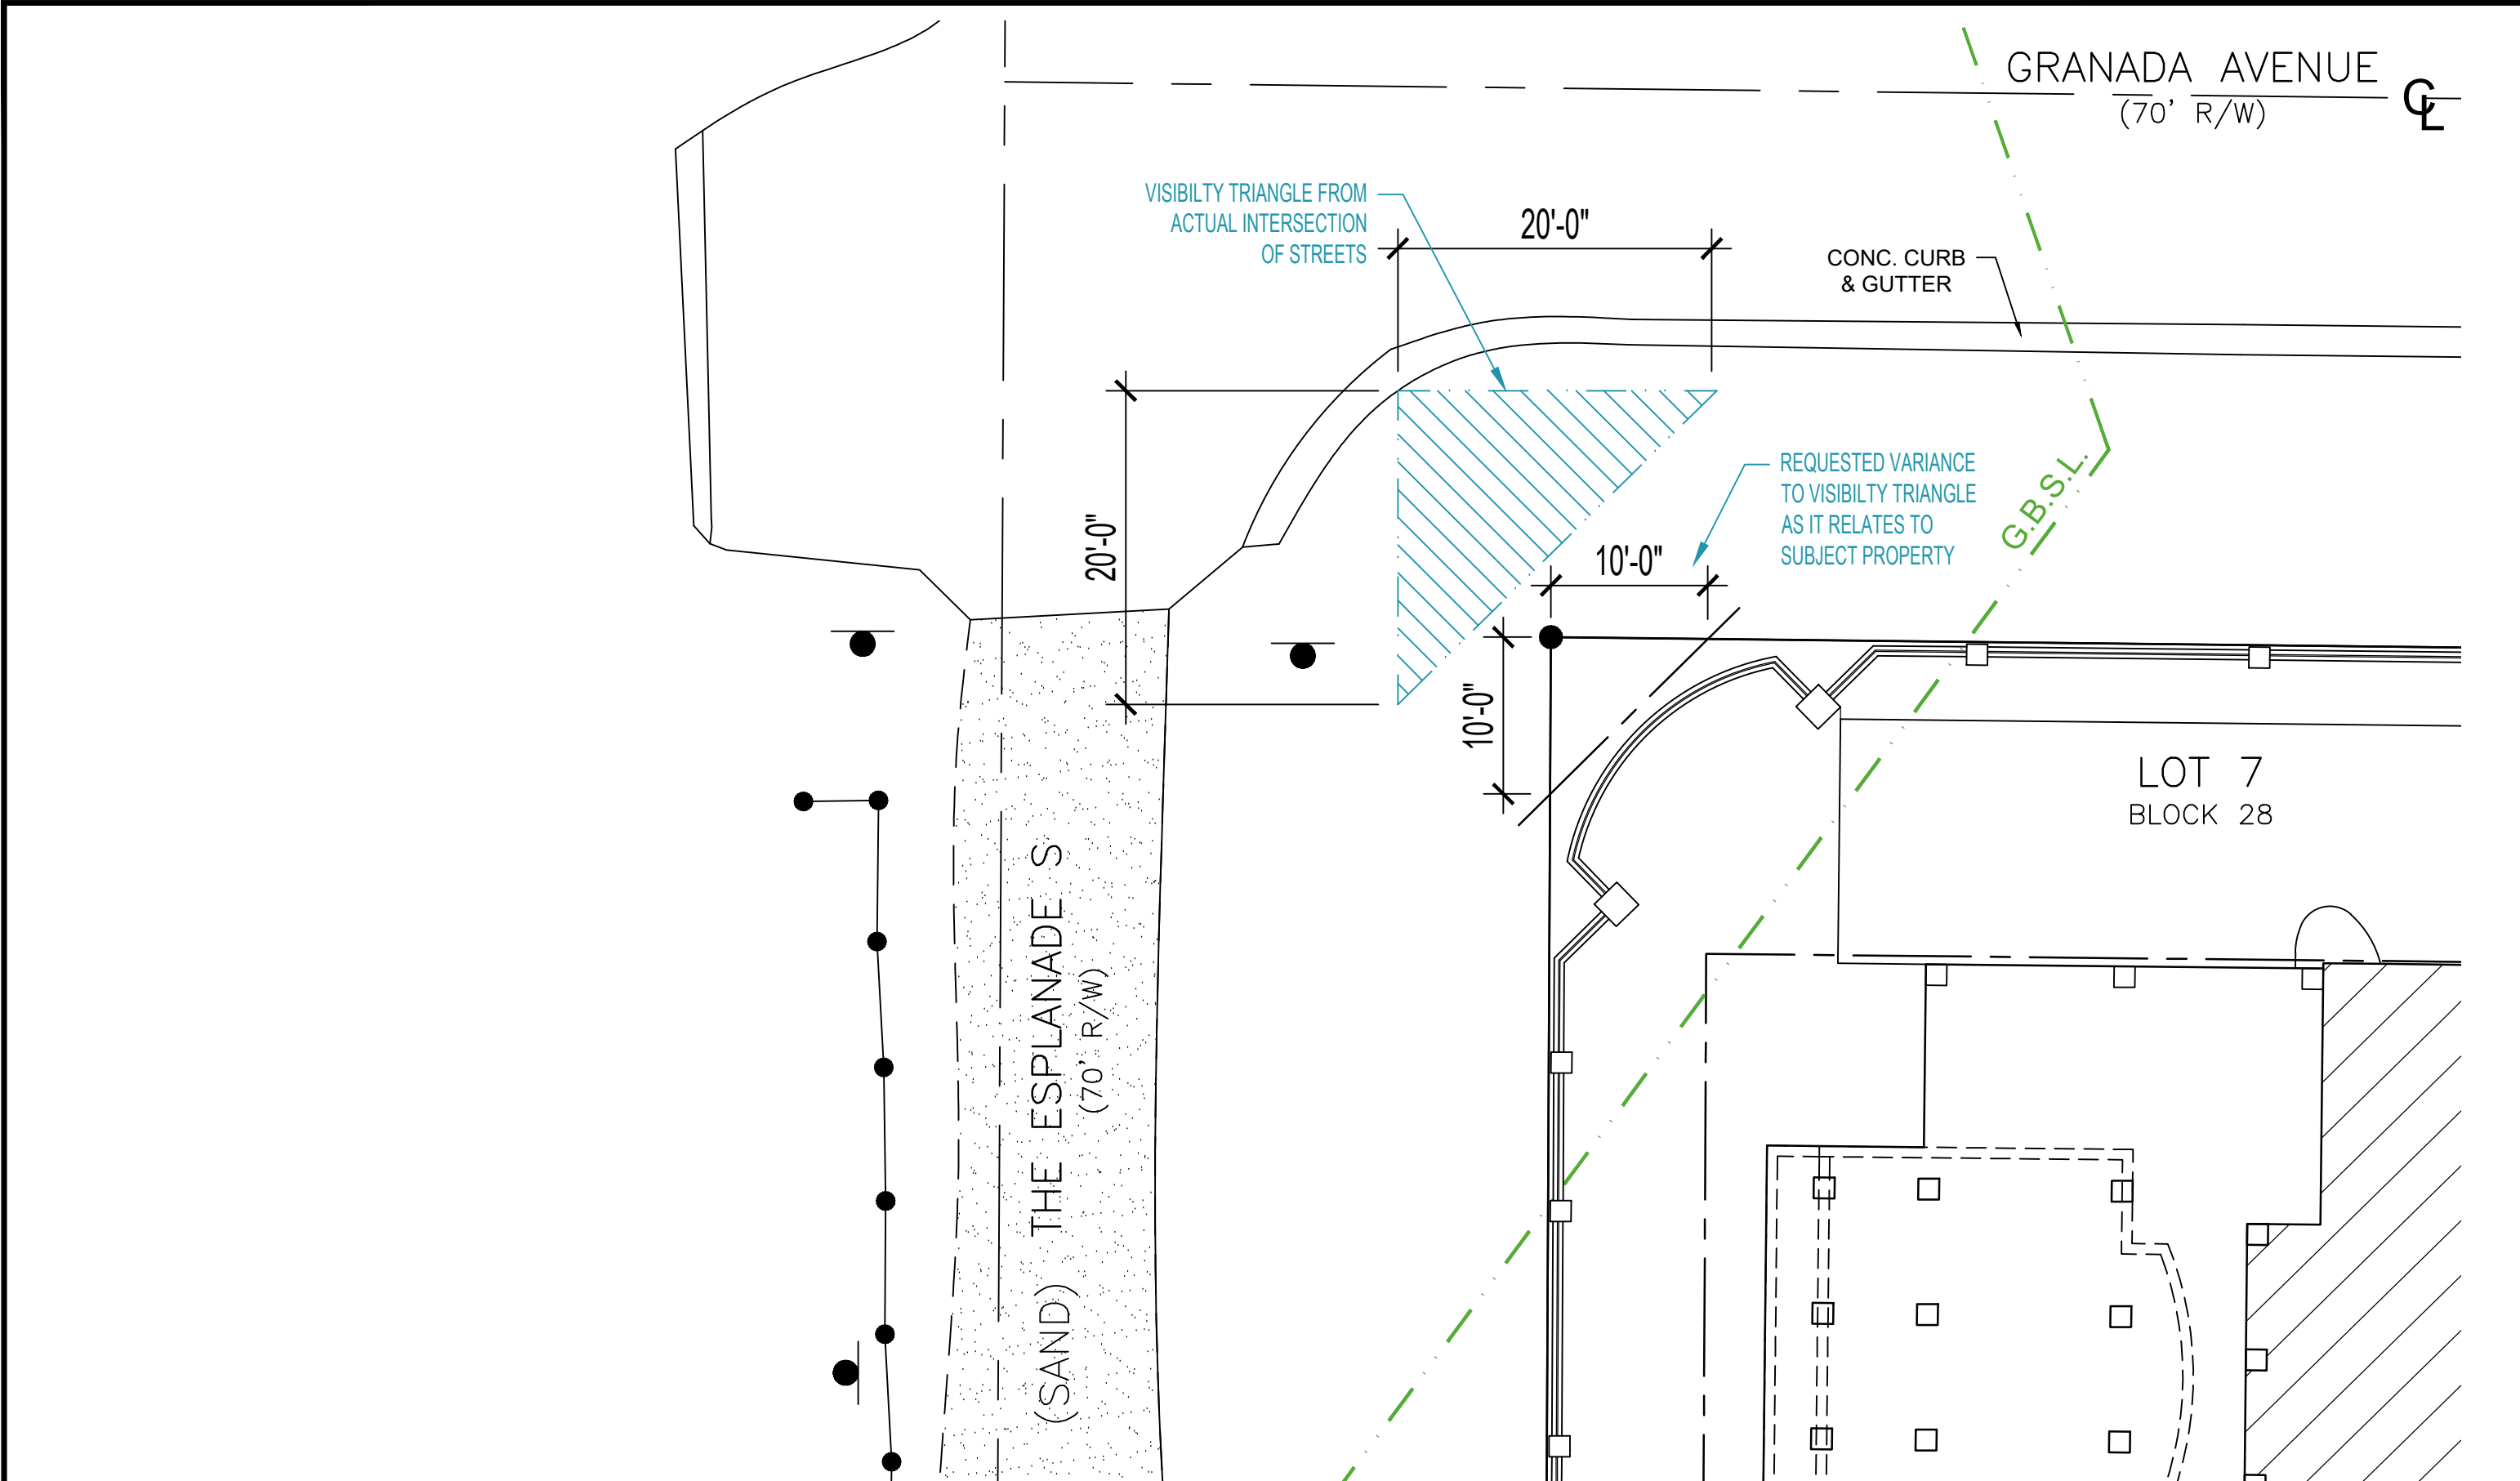 GRANADA AVENUE
(70' R/W)
CL
VISIBILTY TRIANGLE FROM
ACTUAL INTERSECTION
OF STREETS
20'-0"
CONC. CURB
& GUTTER
20'-0"
REQUESTED VARIANCE
TO VISIBILTY TRIANGLE
AS IT RELATES TO
SUBJECT PROPERTY
G.B.S.L.
10'-0"
10'-0"
LOT 7
BLOCK 28
THE ESPLANADE S
(70' R/W)
(SAND)